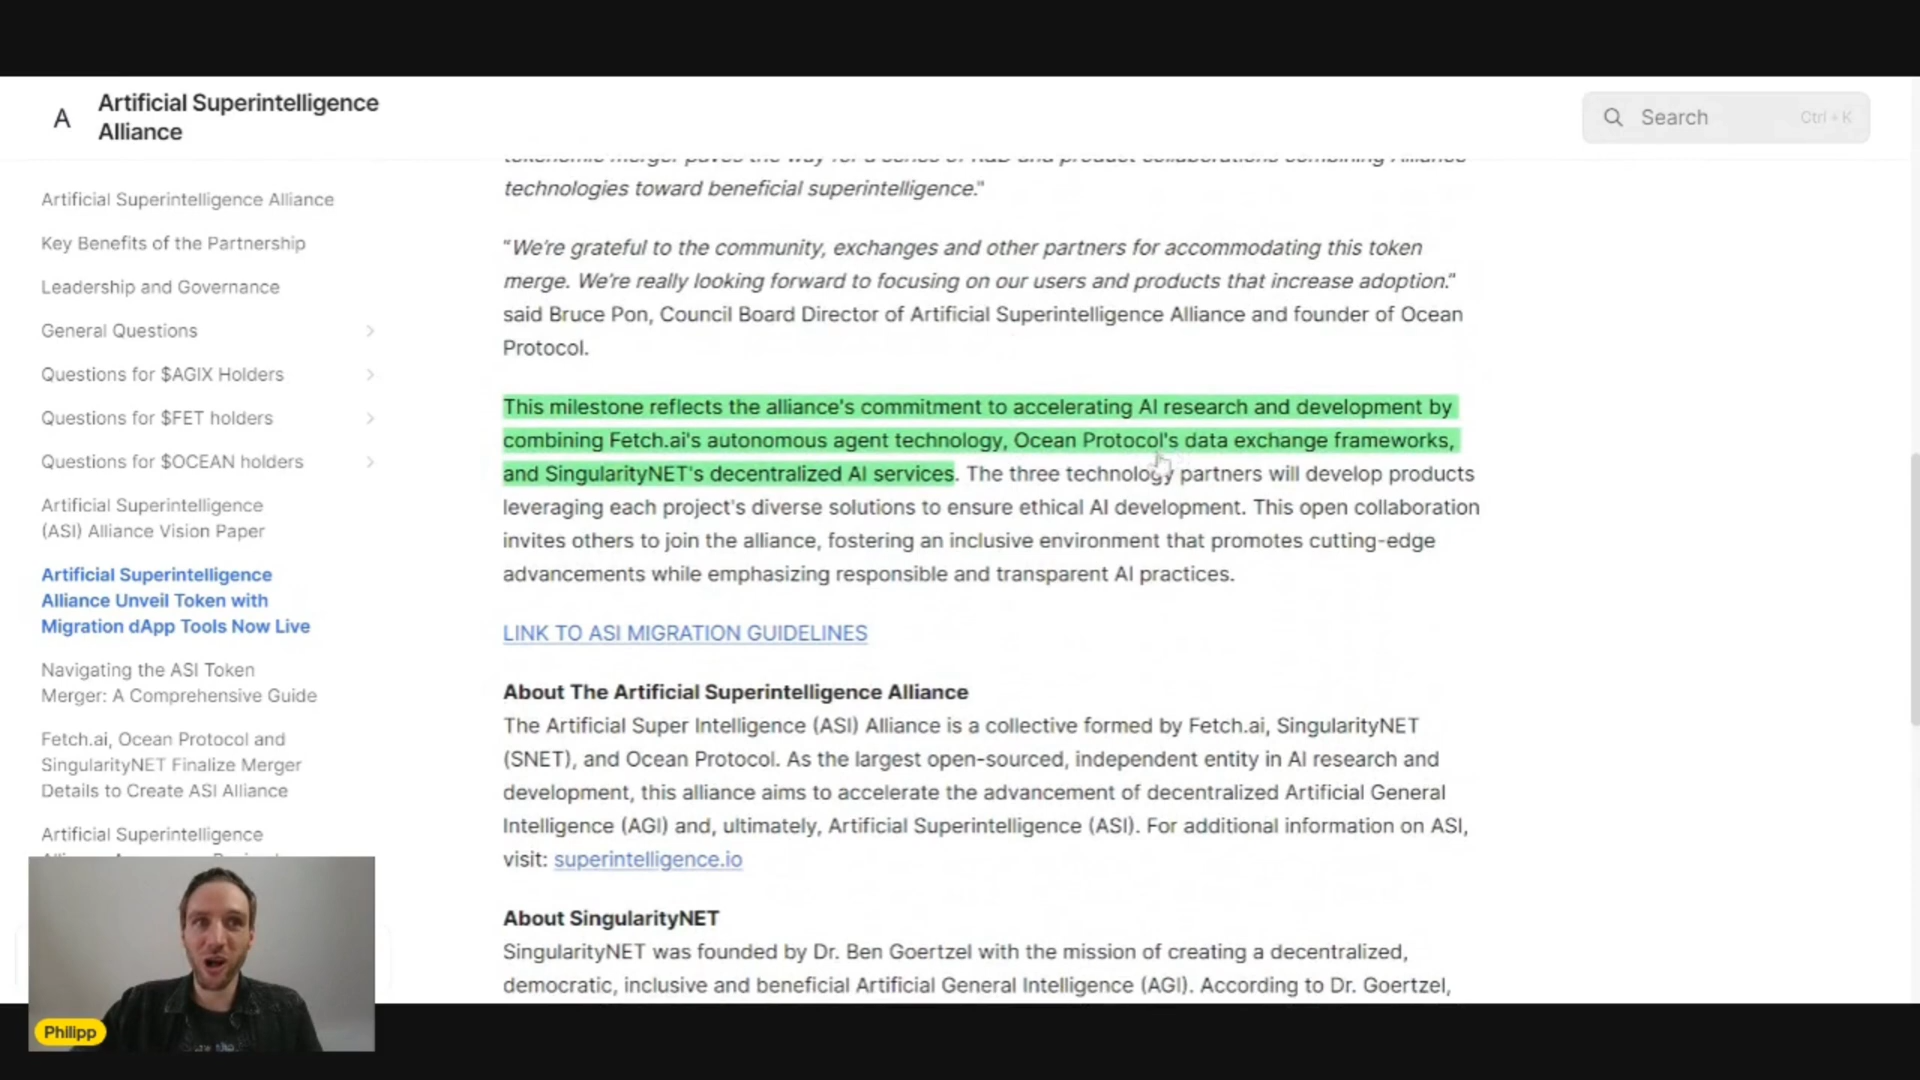 A
Artificial Superintelligence
Alliance
Search
Ctrl + K
Artificial Superintelligence Alliance
Key Benefits of the Partnership
Leadership and Governance
General Questions
Questions for $AGIX Holders
Questions for $FET holders
Questions for $OCEAN holders
Artificial Superintelligence
(ASI) Alliance Vision Paper
Artificial Superintelligence
Alliance Unveil Token with
Migration dApp Tools Now Live
Navigating the ASI Token
Merger: A Comprehensive Guide
Fetch.ai, Ocean Protocol and
SingularityNET Finalize Merger
Details to Create ASI Alliance
Artificial Superintelligence
tokenomic merger paves the way for a series of R&D and product collaborations combining Alliance
technologies toward beneficial superintelligence."
"We're grateful to the community, exchanges and other partners for accommodating this token
merge. We're really looking forward to focusing on our users and products that increase adoption."
said Bruce Pon, Council Board Director of Artificial Superintelligence Alliance and founder of Ocean
Protocol.
This milestone reflects the alliance's commitment to accelerating AI research and development by
combining Fetch.ai's autonomous agent technology, Ocean Protocol's data exchange frameworks,
and SingularityNET's decentralized AI services. The three technology partners will develop products
leveraging each project's diverse solutions to ensure ethical AI development. This open collaboration
invites others to join the alliance, fostering an inclusive environment that promotes cutting-edge
advancements while emphasizing responsible and transparent AI practices.
LINK TO ASI MIGRATION GUIDELINES
About The Artificial Superintelligence Alliance
The Artificial Super Intelligence (ASI) Alliance is a collective formed by Fetch.ai, SingularityNET
(SNET), and Ocean Protocol. As the largest open-sourced, independent entity in AI research and
development, this alliance aims to accelerate the advancement of decentralized Artificial General
Intelligence (AGI) and, ultimately, Artificial Superintelligence (ASI). For additional information on ASI,
visit: superintelligence.io
About SingularityNET
SingularityNET was founded by Dr. Ben Goertzel with the mission of creating a decentralized,
democratic, inclusive and beneficial Artificial General Intelligence (AGI). According to Dr. Goertzel,
Philipp